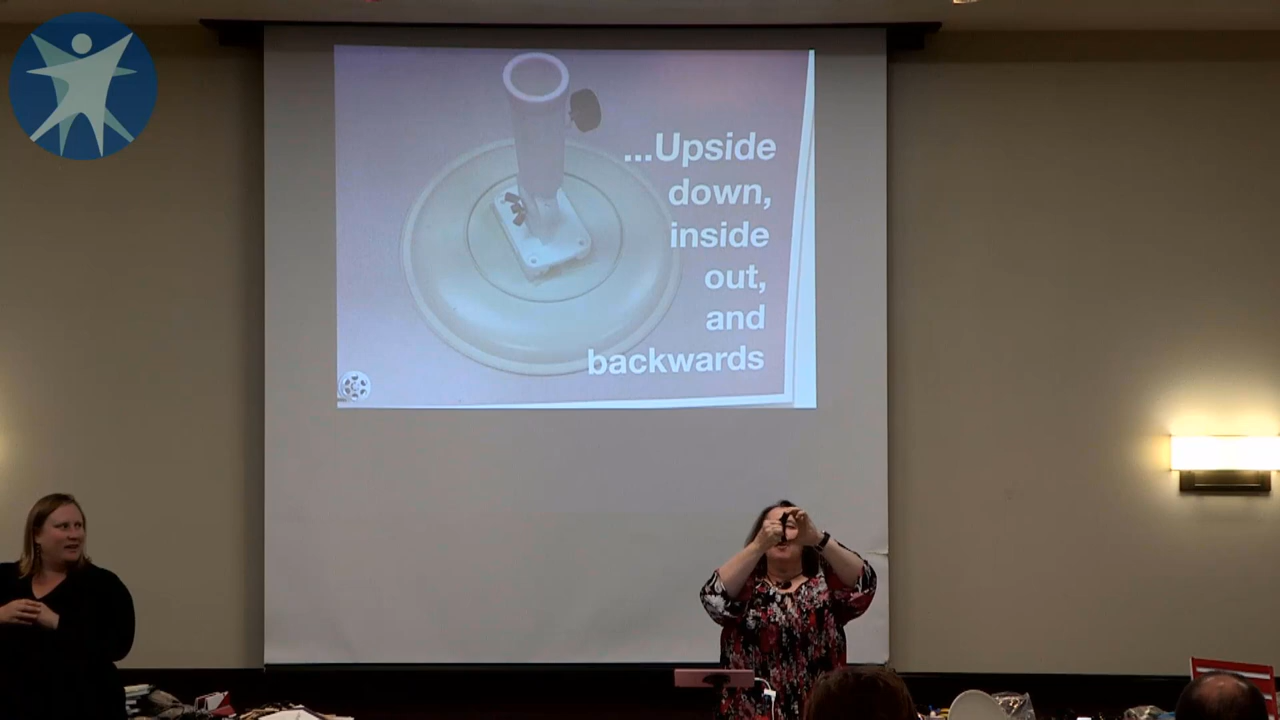 ...Upside
down,
inside
out,
and
backwards